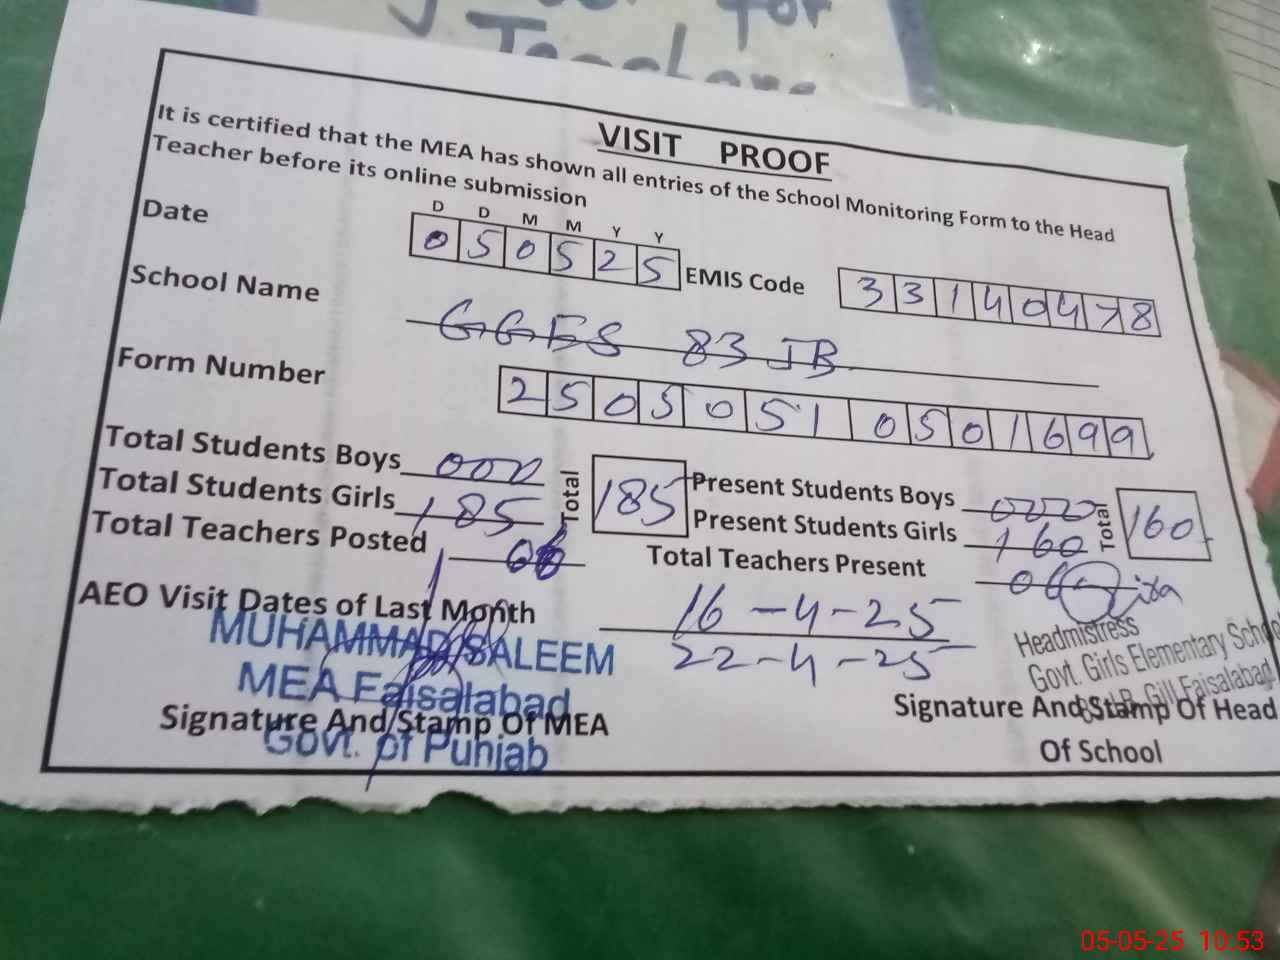 for
Teachers
VISIT PROOF
It is certified that the MEA has shown all entries of the School Monitoring Form to the Head
Teacher before its online submission
D D M M Y Y
Date 0 5 0 5 2 5 EMIS Code 3 3 1 4 0 4 7 8
School Name GGES 83 JB
Form Number 2 5 0 5 0 5 1 0 5 0 1 6 9 9
Total Students Boys 000 Total 185 Present Students Boys 000 Total 160
Total Students Girls 185 Present Students Girls 160
Total Teachers Posted Total Teachers Present
AEO Visit Dates of Last Month 16-4-25
22-4-25
MUHAMMAD SALEEM
MEA Faisalabad
Govt. of Punjab
Signature And Stamp Of MEA
Headmistress
Govt. Girls Elementary School
J.B. Gill Faisalabad
Signature And Stamp Of Head
Of School
05-05-25 10:53